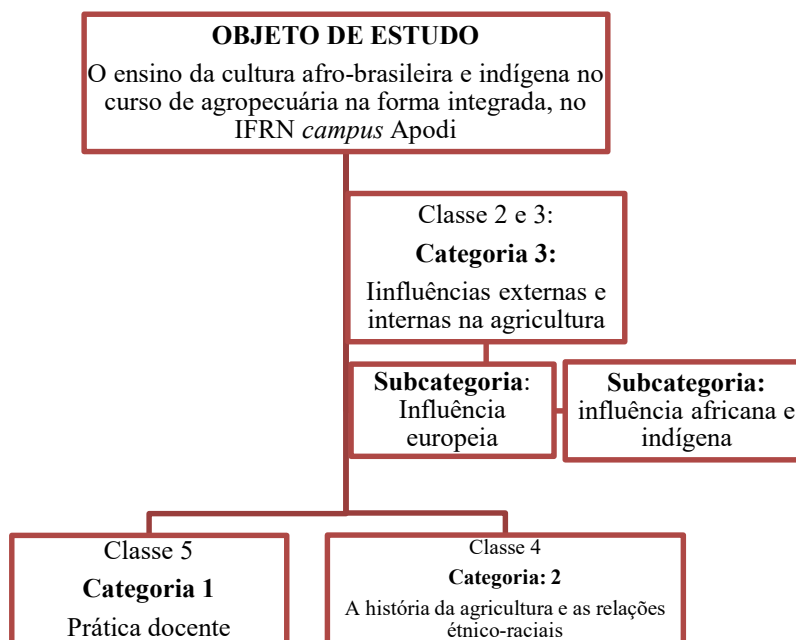 OBJETO DE ESTUDO
O ensino da cultura afro-brasileira e indígena no
curso de agropecuária na forma integrada, no
IFRN campus Apodi
Classe 2 e 3:
Categoria 3:
Iinfluências externas e
internas na agricultura
Subcategoria:
Influência
europeia
Subcategoria:
influência africana e
indígena
Classe 5
Categoria 1
Prática docente
Classe 4
Categoria: 2
A história da agricultura e as relações
étnico-raciais